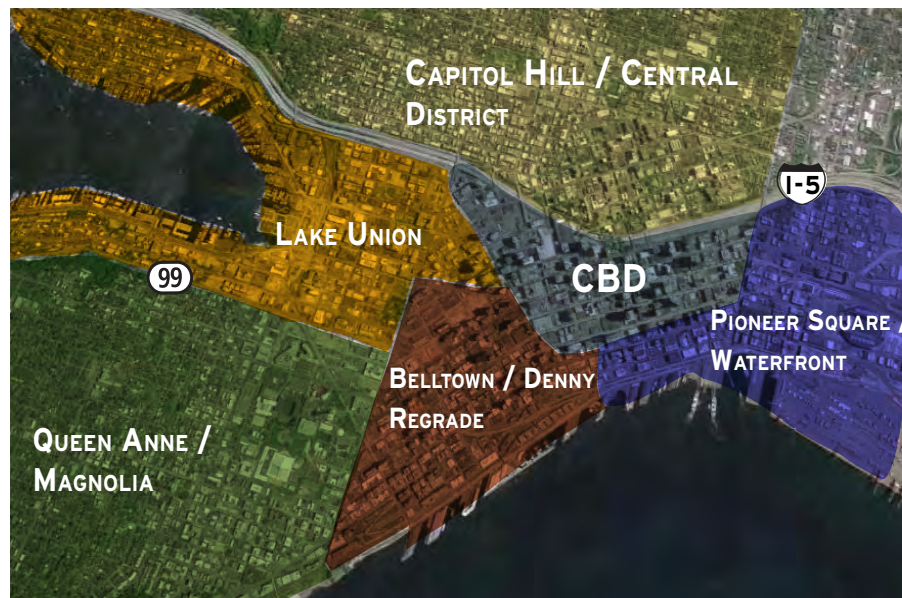 Capitol Hill / Central
District
I-5
Lake Union
CBD
99
Pioneer Square /
Waterfront
Belltown / Denny
Regrade
Queen Anne /
Magnolia